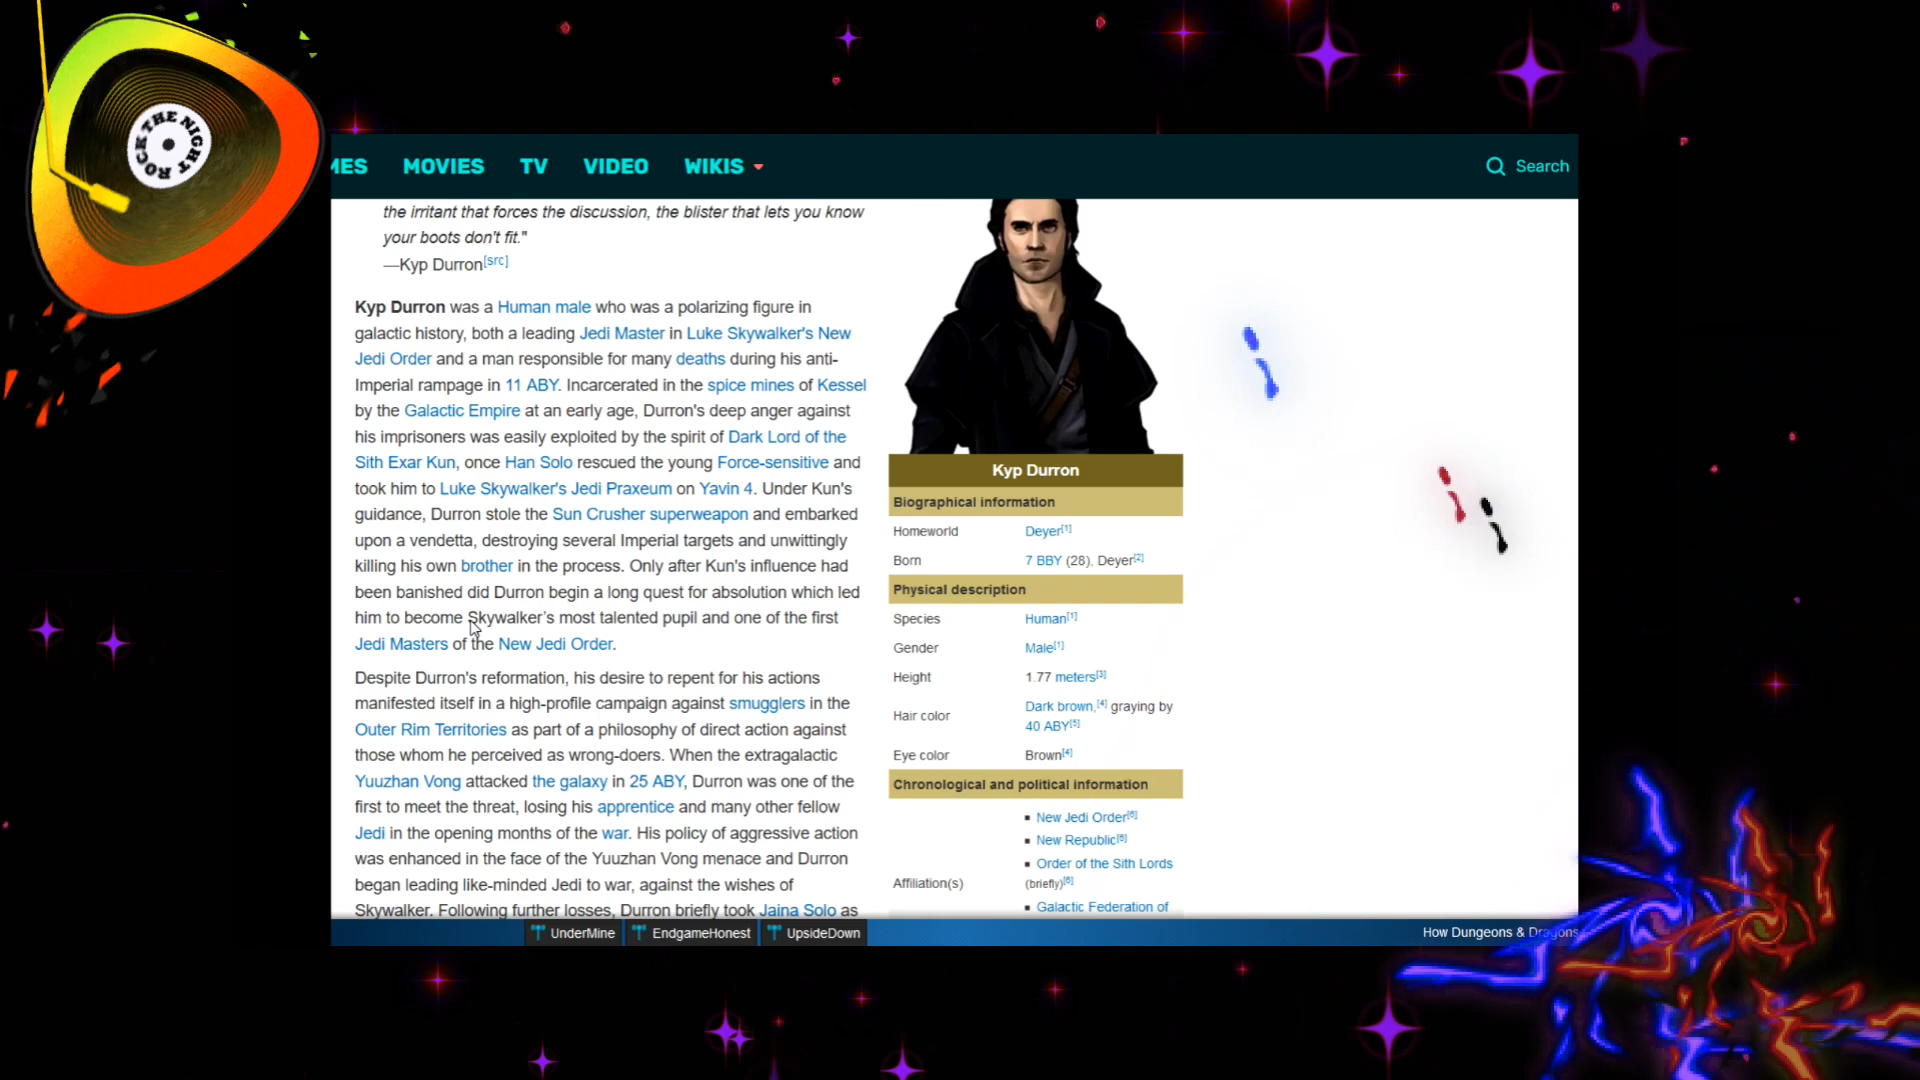 ROCK THE NIGHT
MES MOVIES TV VIDEO WIKIS
Search
the irritant that forces the discussion, the blister that lets you know
your boots don't fit."
—Kyp Durron[src]
Kyp Durron was a Human male who was a polarizing figure in
galactic history, both a leading Jedi Master in Luke Skywalker's New
Jedi Order and a man responsible for many deaths during his anti-
Imperial rampage in 11 ABY. Incarcerated in the spice mines of Kessel
by the Galactic Empire at an early age, Durron's deep anger against
his imprisoners was easily exploited by the spirit of Dark Lord of the
Sith Exar Kun, once Han Solo rescued the young Force-sensitive and
took him to Luke Skywalker's Jedi Praxeum on Yavin 4. Under Kun's
guidance, Durron stole the Sun Crusher superweapon and embarked
upon a vendetta, destroying several Imperial targets and unwittingly
killing his own brother in the process. Only after Kun's influence had
been banished did Durron begin a long quest for absolution which led
him to become Skywalker's most talented pupil and one of the first
Jedi Masters of the New Jedi Order.
Despite Durron's reformation, his desire to repent for his actions
manifested itself in a high-profile campaign against smugglers in the
Outer Rim Territories as part of a philosophy of direct action against
those whom he perceived as wrong-doers. When the extragalactic
Yuuzhan Vong attacked the galaxy in 25 ABY, Durron was one of the
first to meet the threat, losing his apprentice and many other fellow
Jedi in the opening months of the war. His policy of aggressive action
was enhanced in the face of the Yuuzhan Vong menace and Durron
began leading like-minded Jedi to war, against the wishes of
Skywalker. Following further losses, Durron briefly took Jaina Solo as
Kyp Durron
Biographical information
Homeworld Deyer[1]
Born 7 BBY (28), Deyer[2]
Physical description
Species Human[1]
Gender Male[1]
Height 1.77 meters[3]
Hair color Dark brown,[4] graying by
40 ABY[5]
Eye color Brown[4]
Chronological and political information
Affiliation(s)
▪ New Jedi Order[6]
▪ New Republic[6]
▪ Order of the Sith Lords
(briefly)[6]
▪ Galactic Federation of
UnderMine EndgameHonest UpsideDown
How Dungeons & Dragons